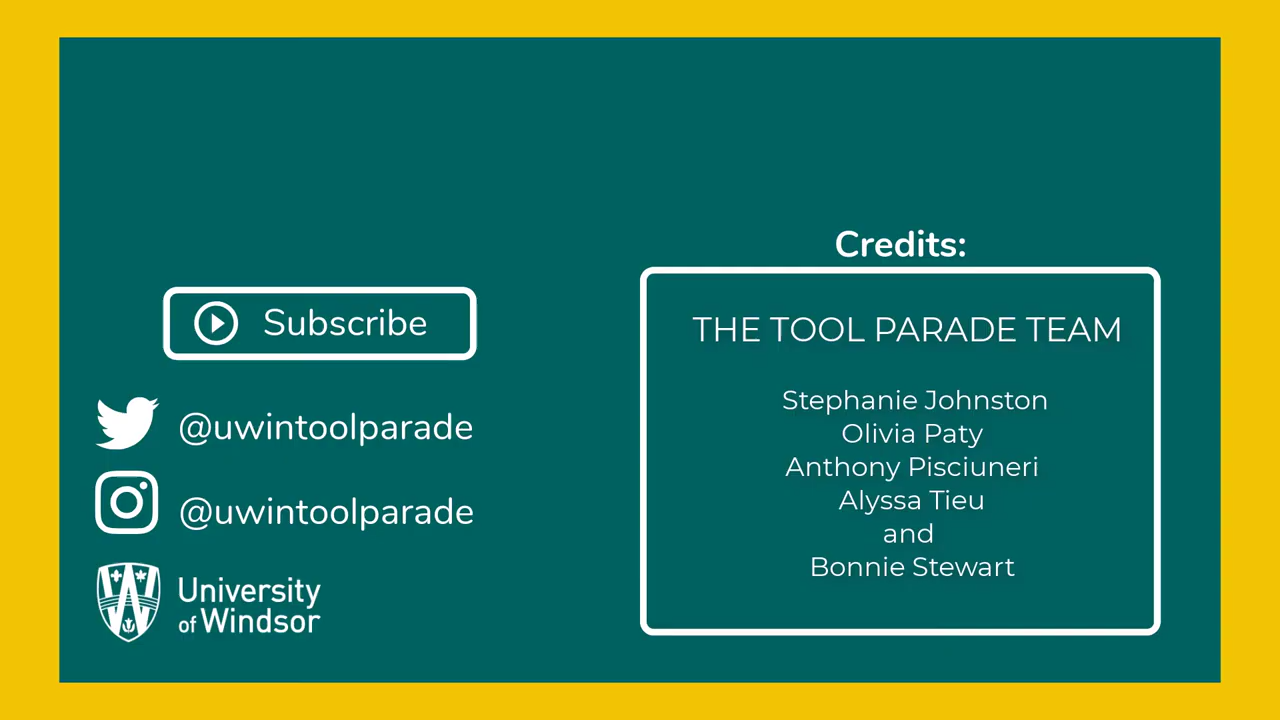 Subscribe
@uwintoolparade
@uwintoolparade
University
of Windsor
Credits:
THE TOOL PARADE TEAM
Stephanie Johnston
Olivia Paty
Anthony Pisciuneri
Alyssa Tieu
and
Bonnie Stewart